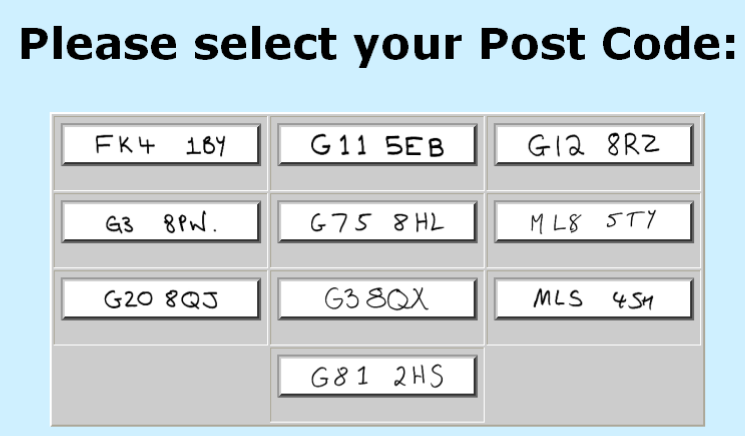 Please select your Post Code:
FK4 1BY G11 5EB G12 8RZ
G3 8PW. G75 8HL ML8 5TY
G20 8QJ G3 8QX ML5 4SM
G81 2HS